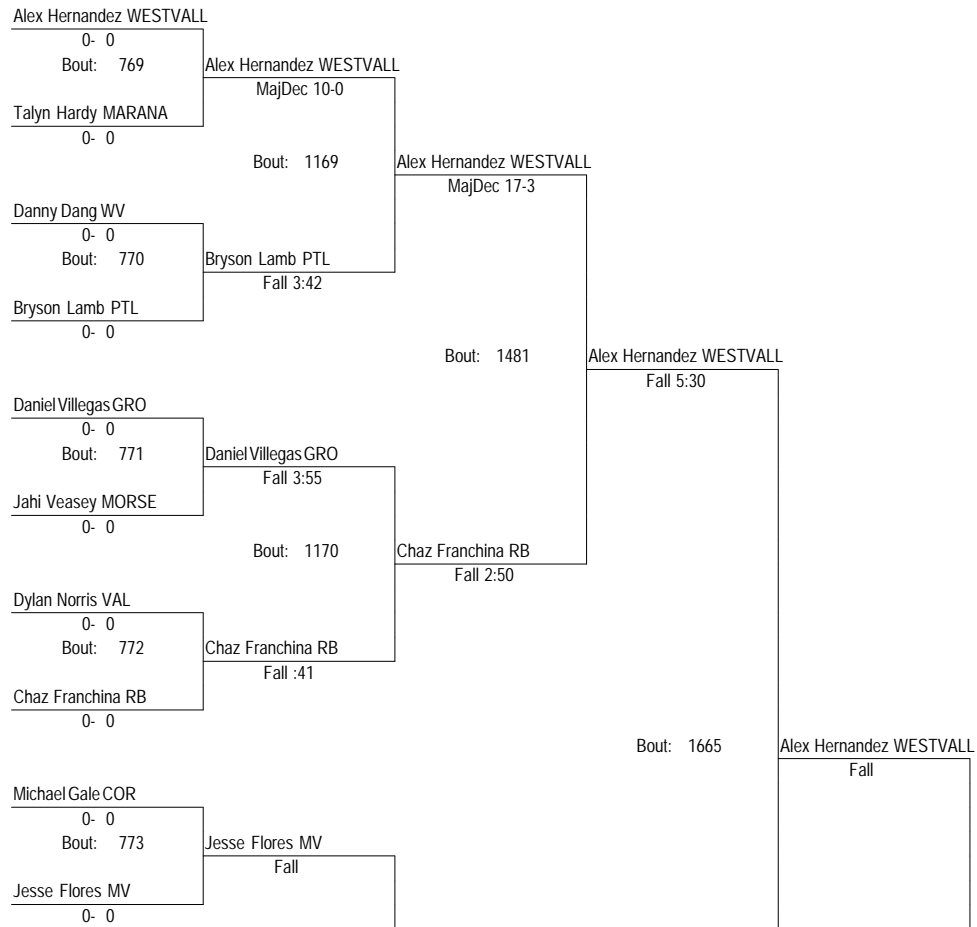 Alex Hernandez WESTVALL
0- 0
Bout: 769
Alex Hernandez WESTVALL
MajDec 10-0
Talyn Hardy MARANA
0- 0
Bout: 1169
Alex Hernandez WESTVALL
MajDec 17-3
Danny Dang WV
0- 0
Bout: 770
Bryson Lamb PTL
Fall 3:42
Bryson Lamb PTL
0- 0
Bout: 1481
Alex Hernandez WESTVALL
Fall 5:30
Daniel Villegas GRO
0- 0
Bout: 771
Daniel Villegas GRO
Fall 3:55
Jahi Veasey MORSE
0- 0
Bout: 1170
Chaz Franchina RB
Fall 2:50
Dylan Norris VAL
0- 0
Bout: 772
Chaz Franchina RB
Fall :41
Chaz Franchina RB
0- 0
Bout: 1665
Alex Hernandez WESTVALL
Fall
Michael Gale COR
0- 0
Bout: 773
Jesse Flores MV
Fall
Jesse Flores MV
0- 0